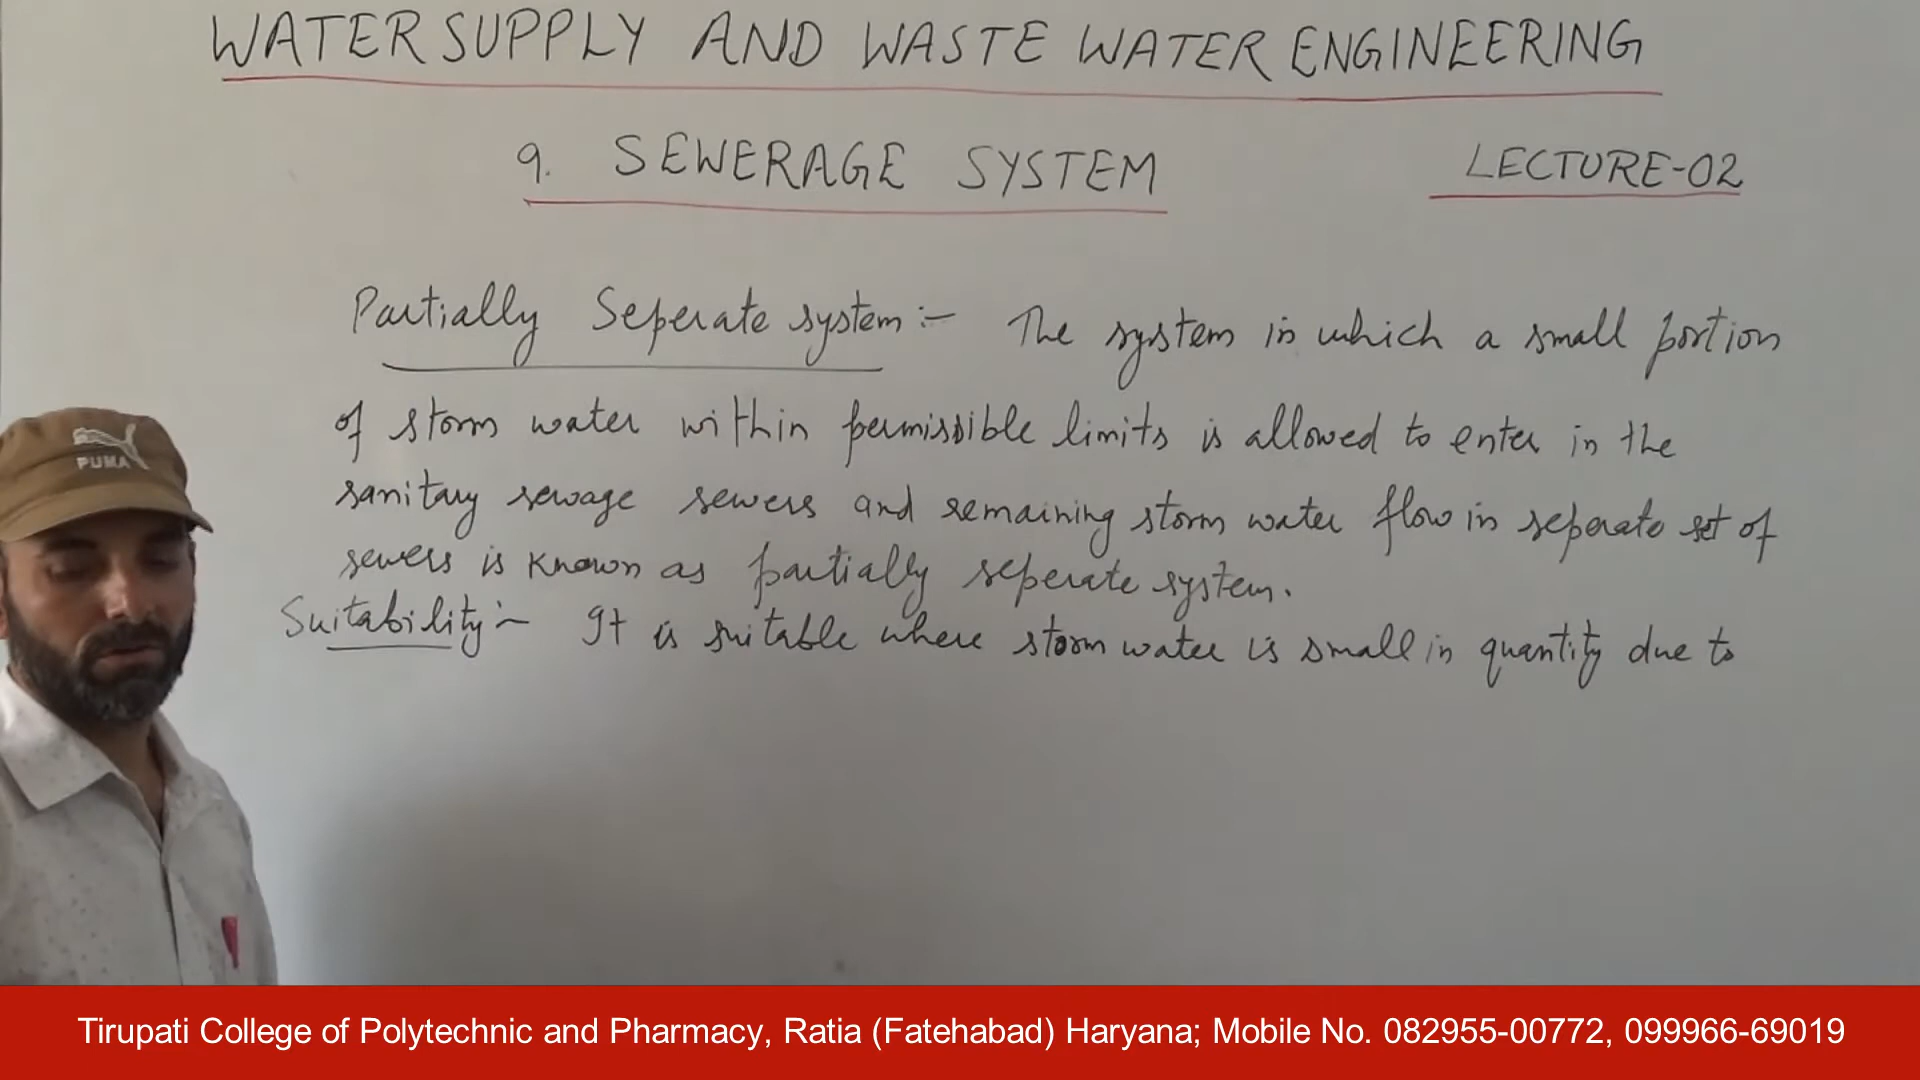 WATER SUPPLY AND WASTE WATER ENGINEERING
9. SEWERAGE SYSTEM
LECTURE-02
Partially Seperate system :- The system in which a small portion
of storm water within permissible limits is allowed to enter in the
sanitary sewage sewers and remaining storm water flow in seperate set of
sewers is known as partially seperate system.
Suitability :- It is suitable where storm water is small in quantity due to
PUMA
Tirupati College of Polytechnic and Pharmacy, Ratia (Fatehabad) Haryana; Mobile No. 082955-00772, 099966-69019